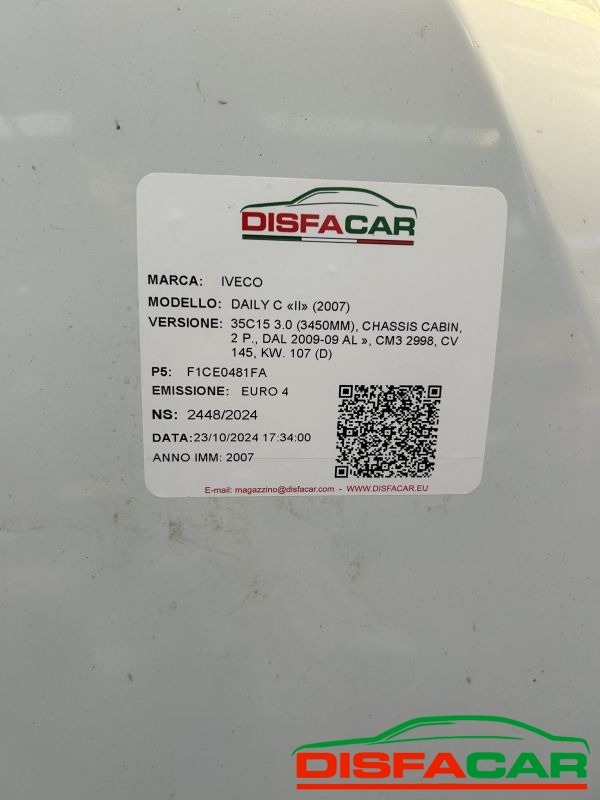 DISFACAR
MARCA: IVECO
MODELLO: DAILY C «II» (2007)
VERSIONE: 35C15 3.0 (3450MM), CHASSIS CABIN,
2 P., DAL 2009-09 AL », CM3 2998, CV
145, KW. 107 (D)
P5: F1CE0481FA
EMISSIONE: EURO 4
NS: 2448/2024
DATA:23/10/2024 17:34:00
ANNO IMM: 2007
E-mail: magazzino@disfacar.com - WWW.DISFACAR.EU
DISFACAR